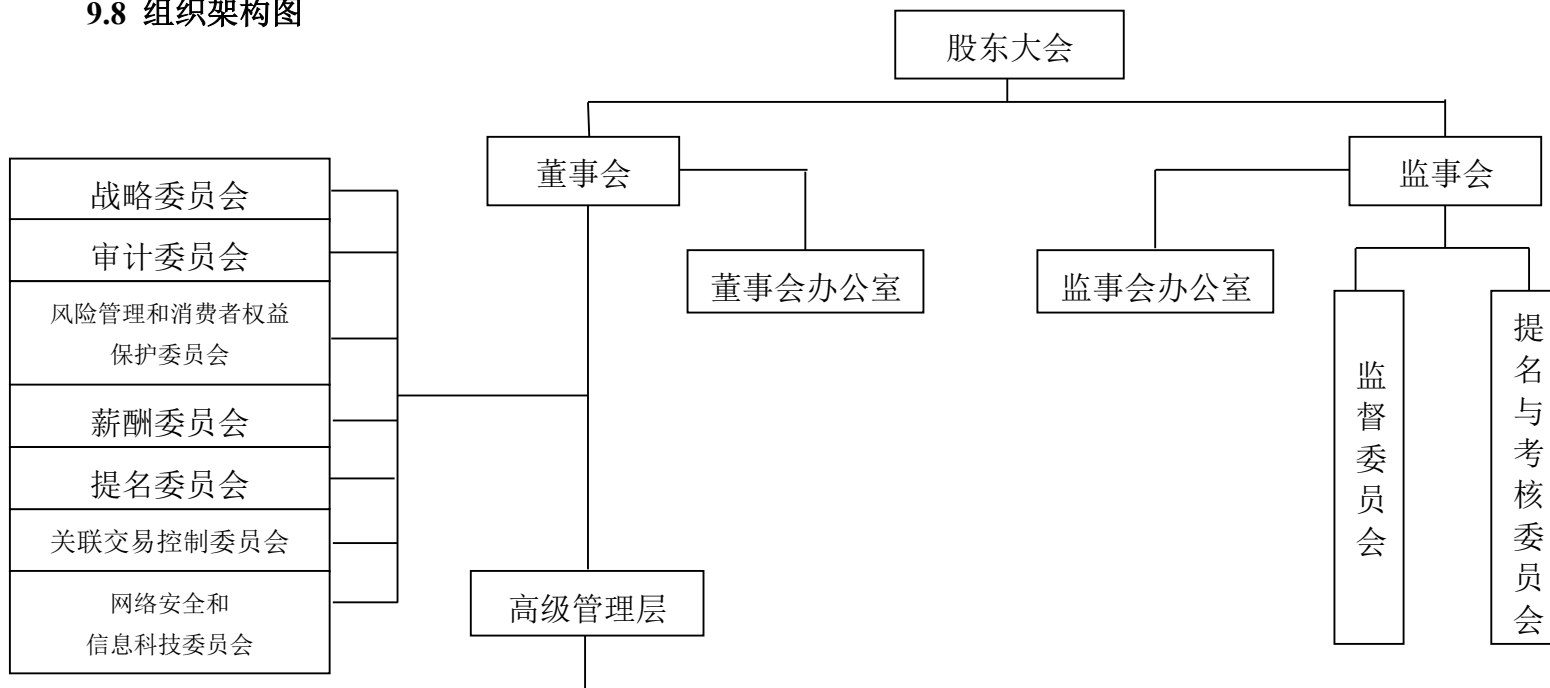 9.8 组织架构图
股东大会
董事会
监事会
战略委员会
审计委员会
风险管理和消费者权益
保护委员会
薪酬委员会
提名委员会
关联交易控制委员会
网络安全和
信息科技委员会
董事会办公室
监事会办公室
监督委员会
提名与考核委员会
高级管理层